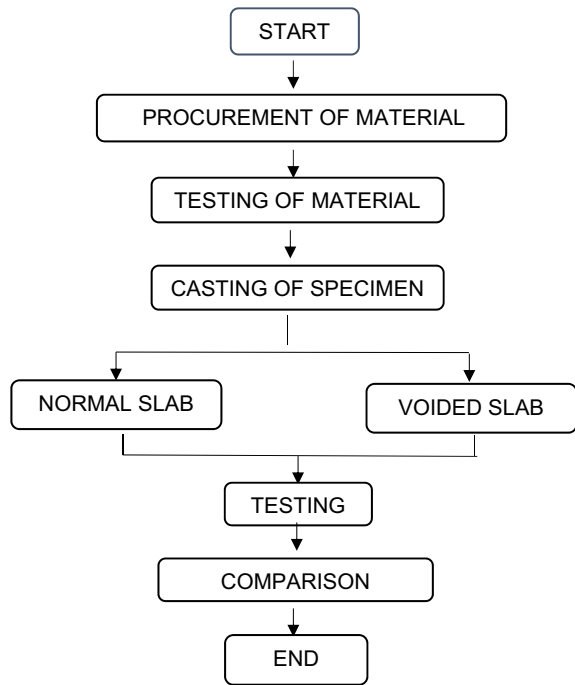 START
PROCUREMENT OF MATERIAL
TESTING OF MATERIAL
CASTING OF SPECIMEN
NORMAL SLAB
VOIDED SLAB
TESTING
COMPARISON
END